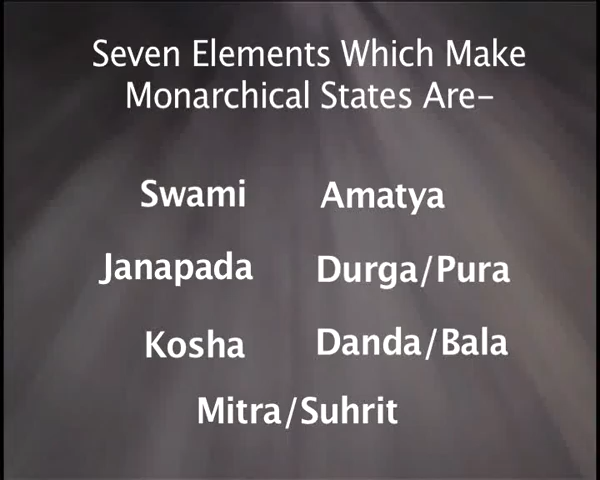 Seven Elements Which Make
Monarchical States Are-
Swami Amatya
Janapada Durga/Pura
Kosha Danda/Bala
Mitra/Suhrit